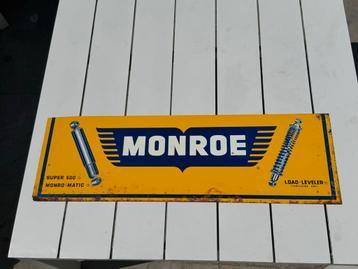 MONROE
SUPER 500
MONRO-MATIC
LOAD-LEVELER